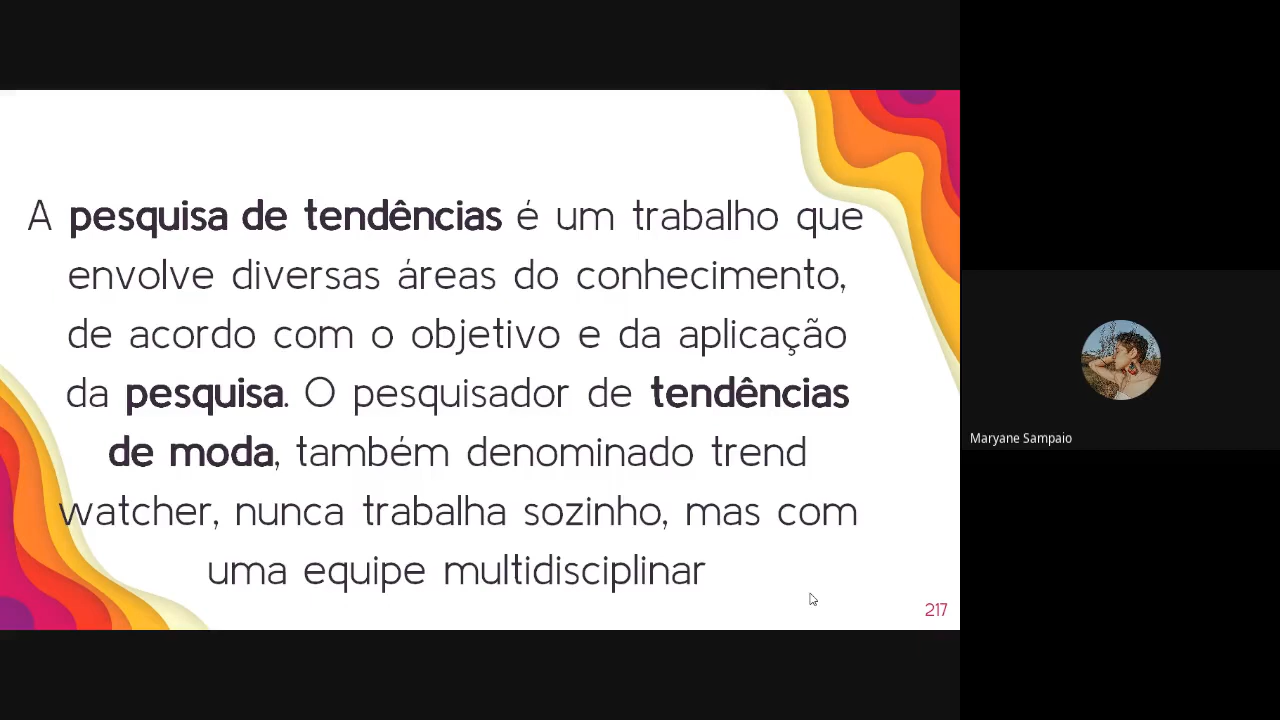 A pesquisa de tendências é um trabalho que
envolve diversas áreas do conhecimento,
de acordo com o objetivo e da aplicação
da pesquisa. O pesquisador de tendências
de moda, também denominado trend
watcher, nunca trabalha sozinho, mas com
uma equipe multidisciplinar
217
Maryane Sampaio